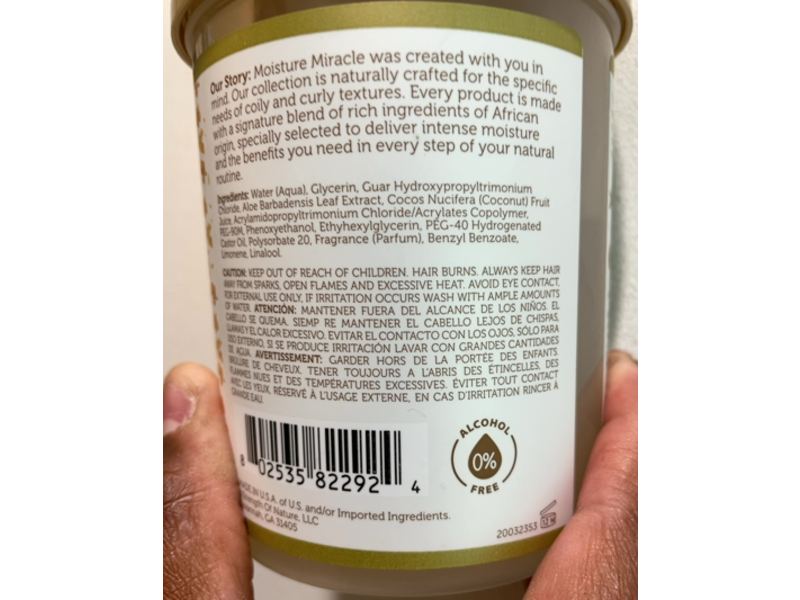 Our Story: Moisture Miracle was created with you in
mind. Our collection is naturally crafted for the specific
needs of coily and curly textures. Every product is made
with a signature blend of rich ingredients of African
origin, specially selected to deliver intense moisture
and the benefits you need in every step of your natural
routine.
Ingredients: Water (Aqua), Glycerin, Guar Hydroxypropyltrimonium
Chloride, Aloe Barbadensis Leaf Extract, Cocos Nucifera (Coconut) Fruit
Juice, Acrylamidopropyltrimonium Chloride/Acrylates Copolymer,
PEG-90M, Phenoxyethanol, Ethyhexylglycerin, PEG-40 Hydrogenated
Castor Oil, Polysorbate 20, Fragrance (Parfum), Benzyl Benzoate,
Limonene, Linalool.
CAUTION: KEEP OUT OF REACH OF CHILDREN. HAIR BURNS. ALWAYS KEEP HAIR
AWAY FROM SPARKS, OPEN FLAMES AND EXCESSIVE HEAT. AVOID EYE CONTACT.
FOR EXTERNAL USE ONLY, IF IRRITATION OCCURS WASH WITH AMPLE AMOUNTS
OF WATER. ATENCIÓN: MANTENER FUERA DEL ALCANCE DE LOS NIÑOS. EL
CABELLO SE QUEMA. SIEMP RE MANTENER EL CABELLO LEJOS DE CHISPAS,
LLAMAS Y EL CALOR EXCESIVO. EVITAR EL CONTACTO CON LOS OJOS, SÓLO PARA
USO EXTERNO, SI SE PRODUCE IRRITACIÓN LAVAR CON GRANDES CANTIDADES
DE AGUA. AVERTISSEMENT: GARDER HORS DE LA PORTÉE DES ENFANTS.
BRÛLURE DE CHEVEUX. TENER TOUJOURS A L'ABRIS DES ÉTINCELLES, DES
FLAMMES NUES ET DES TEMPÉRATURES EXCESSIVES. ÉVITER TOUT CONTACT
AVEC LES YEUX, RÉSERVÉ À L'USAGE EXTERNE, EN CAS D'IRRITATION RINCER À
GRANDE EAU.
ALCOHOL
0%
FREE
8 02535 82292 4
MADE IN U.S.A. of U.S. and/or Imported Ingredients.
Strength Of Nature, LLC
Savannah, GA 31405
20032353
12 M